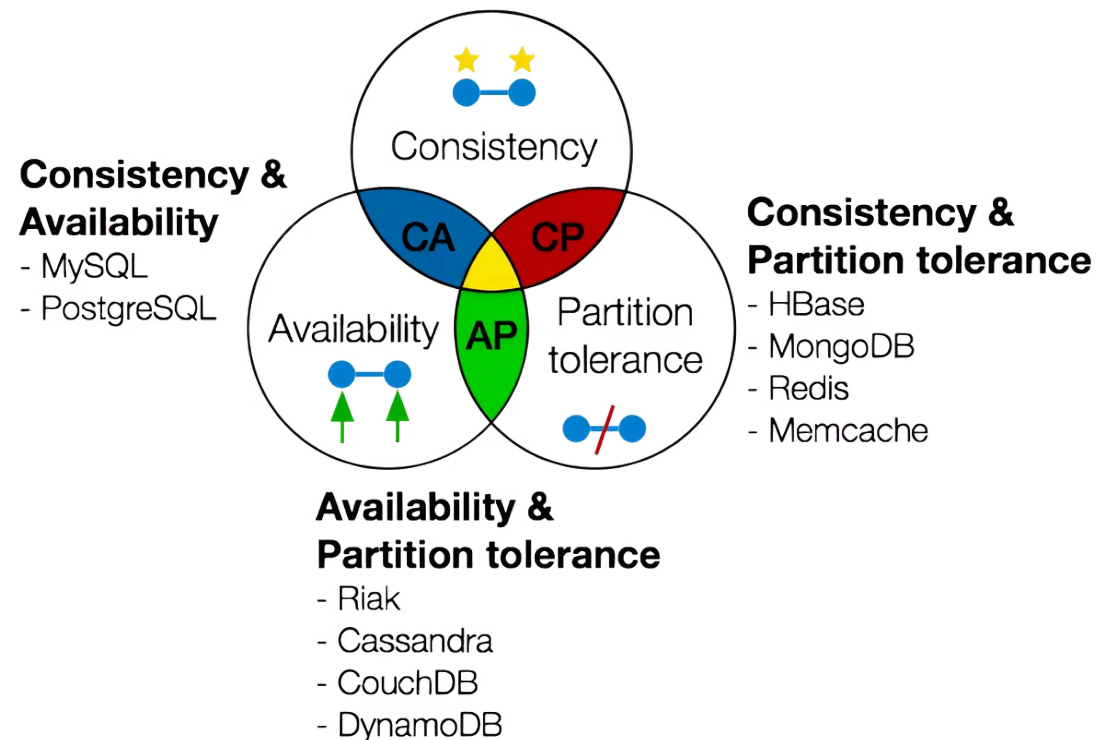 Consistency
Consistency &
Availability
- MySQL
- PostgreSQL
CA
CP
AP
Availability
Partition
tolerance
Consistency &
Partition tolerance
- HBase
- MongoDB
- Redis
- Memcache
Availability &
Partition tolerance
- Riak
- Cassandra
- CouchDB
- DynamoDB